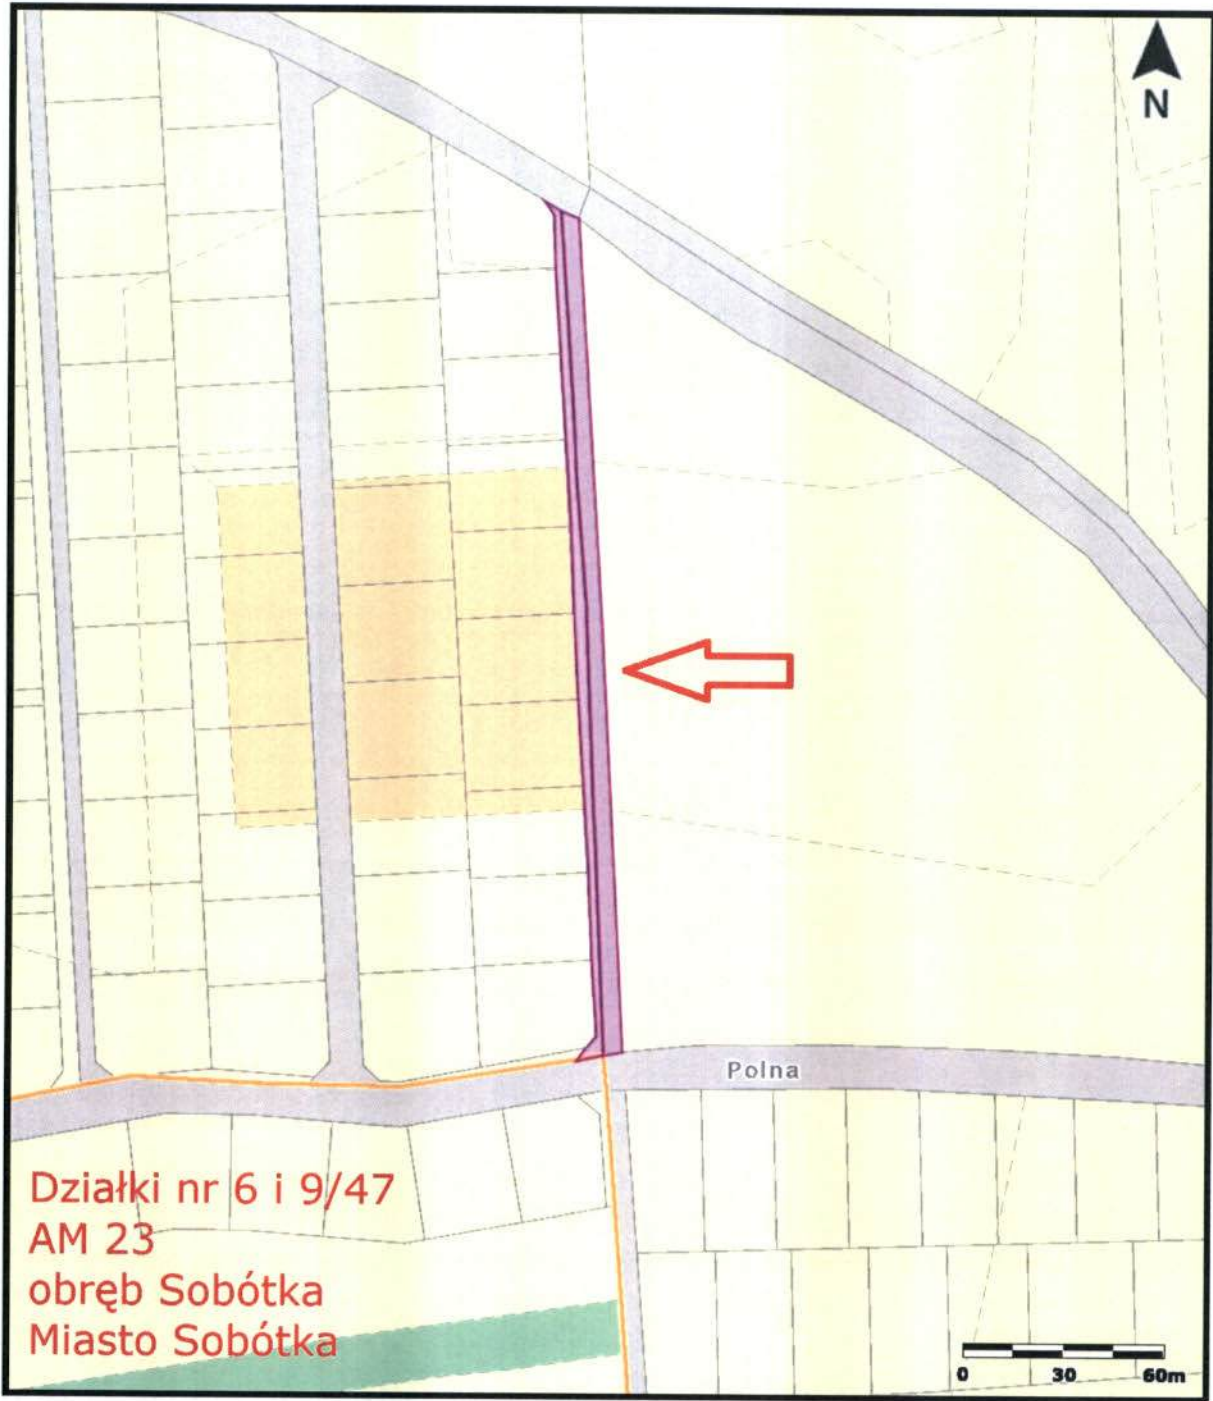 N
Polna
Działki nr 6 i 9/47
AM 23
obręb Sobótka
Miasto Sobótka
0 30 60m